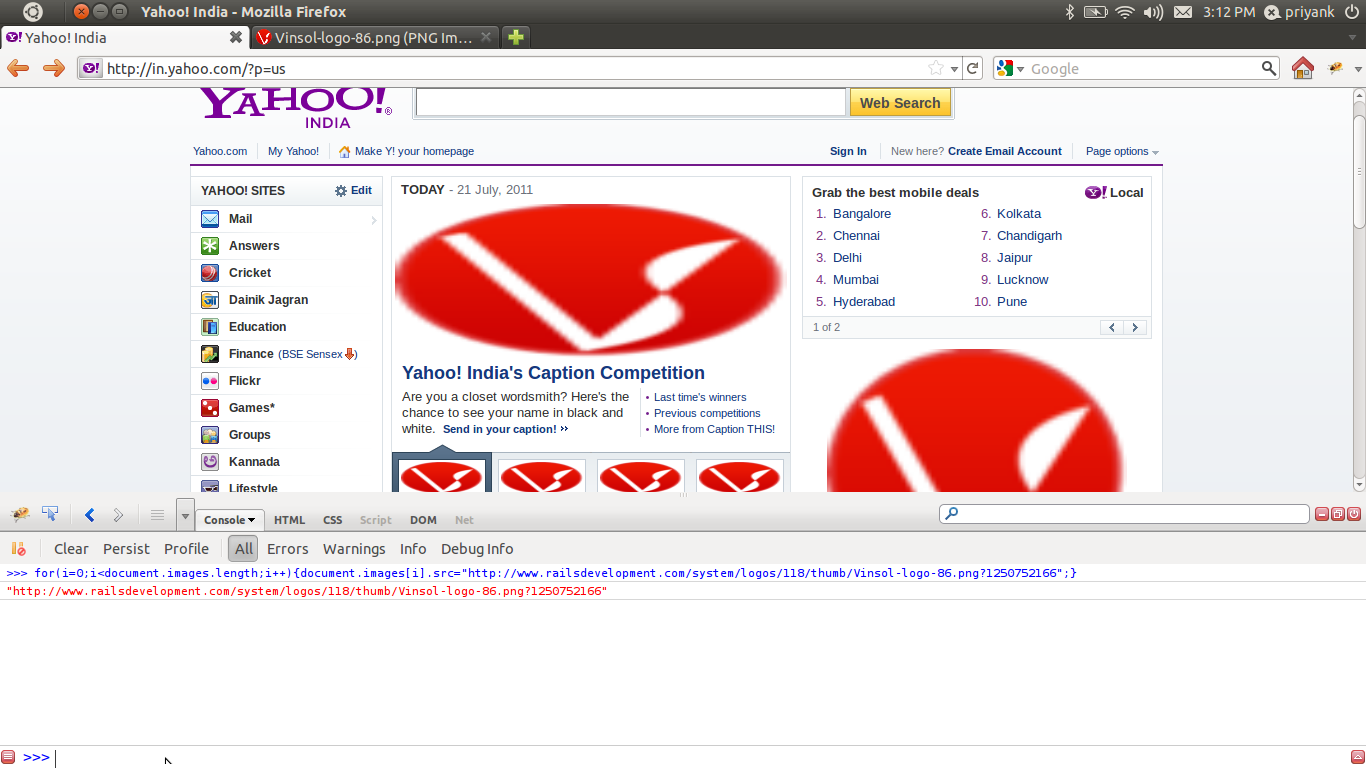 Yahoo! India - Mozilla Firefox
3:12 PM priyank
Yahoo! India
Vinsol-logo-86.png (PNG Im...
http://in.yahoo.com/?p=us
Google
YAHOO!®
INDIA
Web Search
Yahoo.com My Yahoo! Make Y! your homepage
Sign In New here? Create Email Account Page options
YAHOO! SITES Edit
Mail
Answers
Cricket
Dainik Jagran
Education
Finance (BSE Sensex )
Flickr
Games*
Groups
Kannada
Lifestyle
TODAY - 21 July, 2011
Yahoo! India's Caption Competition
Are you a closet wordsmith? Here's the
chance to see your name in black and
white. Send in your caption!
• Last time's winners
• Previous competitions
• More from Caption THIS!
Grab the best mobile deals Y! Local
1. Bangalore
2. Chennai
3. Delhi
4. Mumbai
5. Hyderabad
6. Kolkata
7. Chandigarh
8. Jaipur
9. Lucknow
10. Pune
1 of 2
Console HTML CSS Script DOM Net
Clear Persist Profile All Errors Warnings Info Debug Info
>>> for(i=0;i<document.images.length;i++){document.images[i].src="http://www.railsdevelopment.com/system/logos/118/thumb/Vinsol-logo-86.png?1250752166";}
"http://www.railsdevelopment.com/system/logos/118/thumb/Vinsol-logo-86.png?1250752166"
>>>